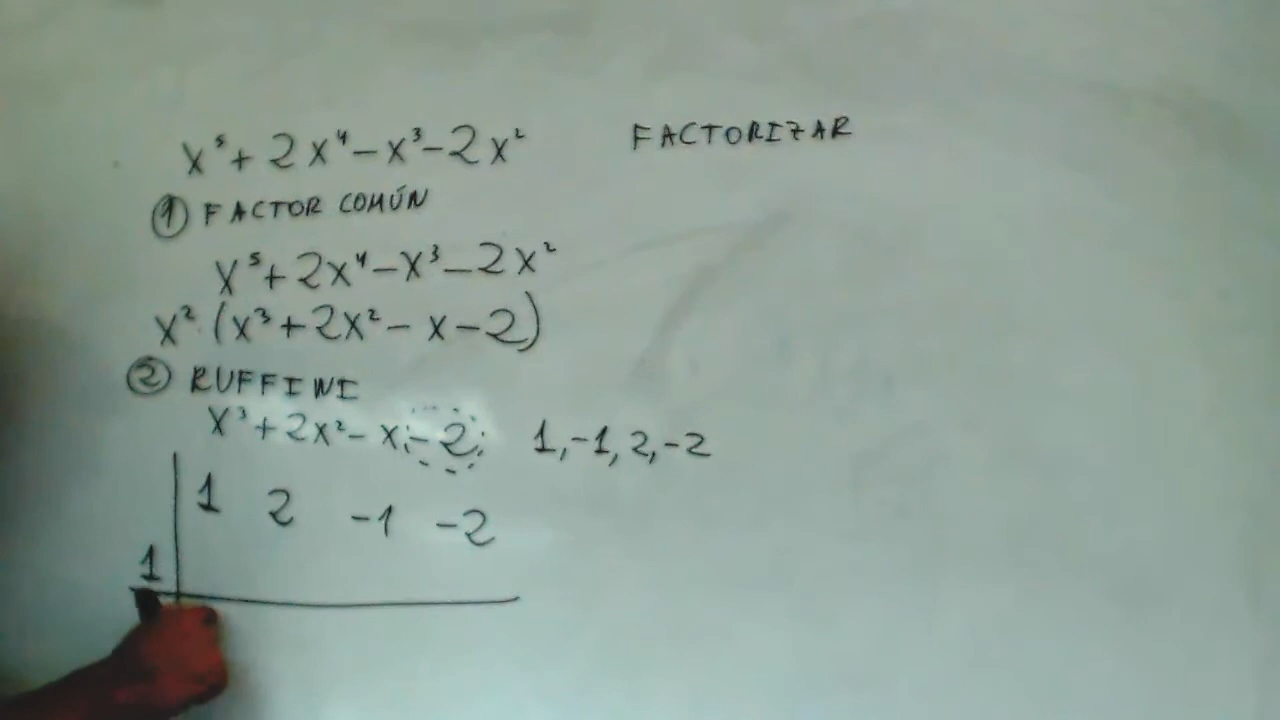 x⁵+2x⁴-x³-2x² FACTORIZAR
① FACTOR COMÚN
x⁵+2x⁴-x³-2x²
x²·(x³+2x²-x-2)
② RUFFINI
x³+2x²-x-2 1,-1,2,-2
1 2 -1 -2
1